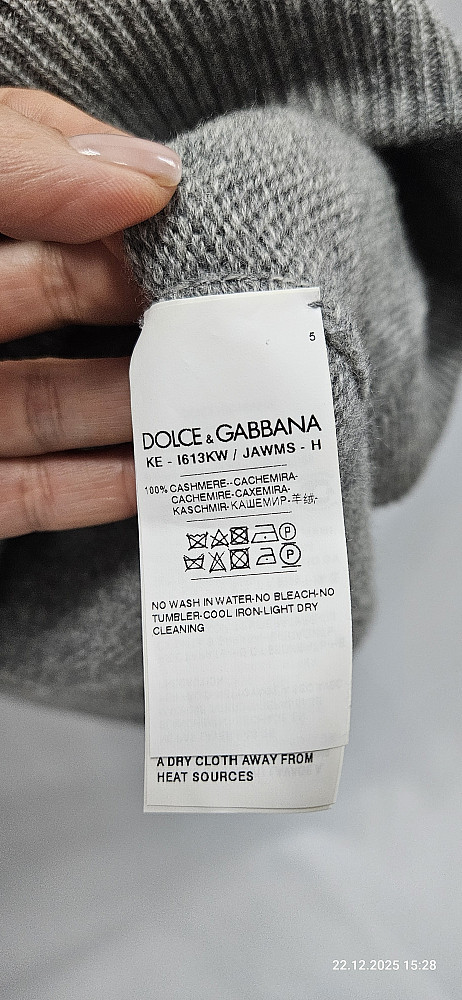 5
DOLCE & GABBANA
KE - I613KW / JAWMS - H
100% CASHMERE--CACHEMIRA-
CACHEMIRE-CAXEMIRA-
KASCHMIR-КАШЕМИР-羊绒-
P
P
NO WASH IN WATER-NO BLEACH-NO
TUMBLER-COOL IRON-LIGHT DRY
CLEANING
A DRY CLOTH AWAY FROM
HEAT SOURCES
22.12.2025 15:28